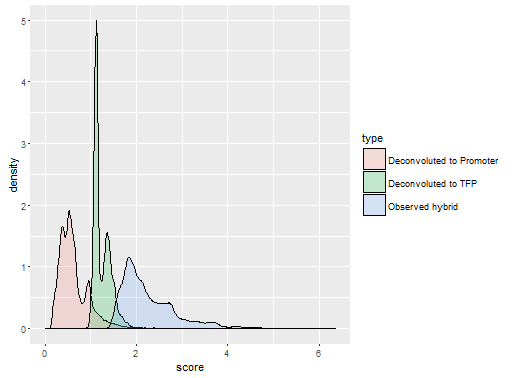 5
4
3
2
1
0
density
0
2
4
6
score
type
Deconvoluted to Promoter
Deconvoluted to TFP
Observed hybrid